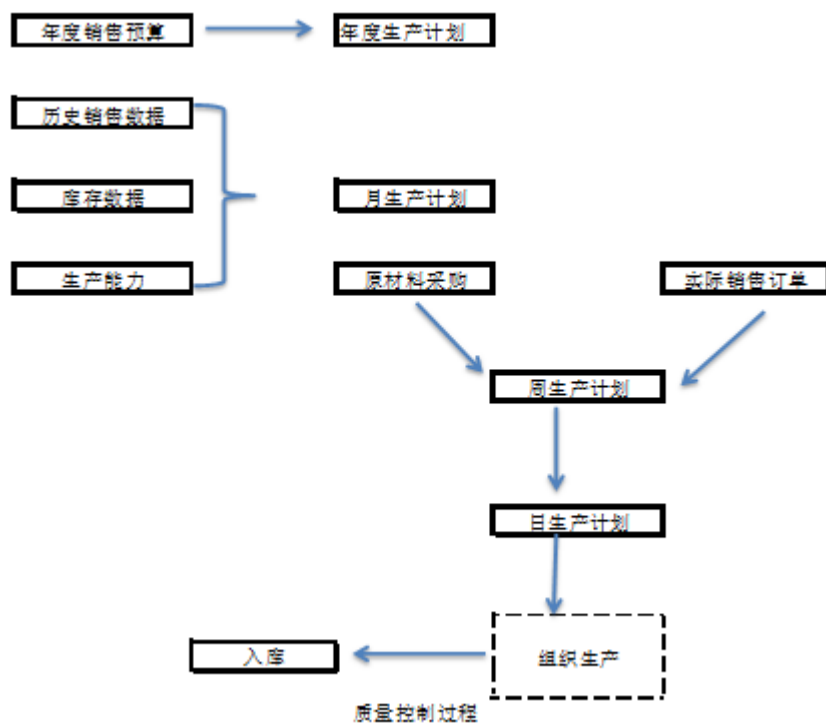 年度销售预算
年度生产计划
历史销售数据
库存数据
月生产计划
生产能力
原材料采购
实际销售订单
周生产计划
日生产计划
入库
组织生产
质量控制过程